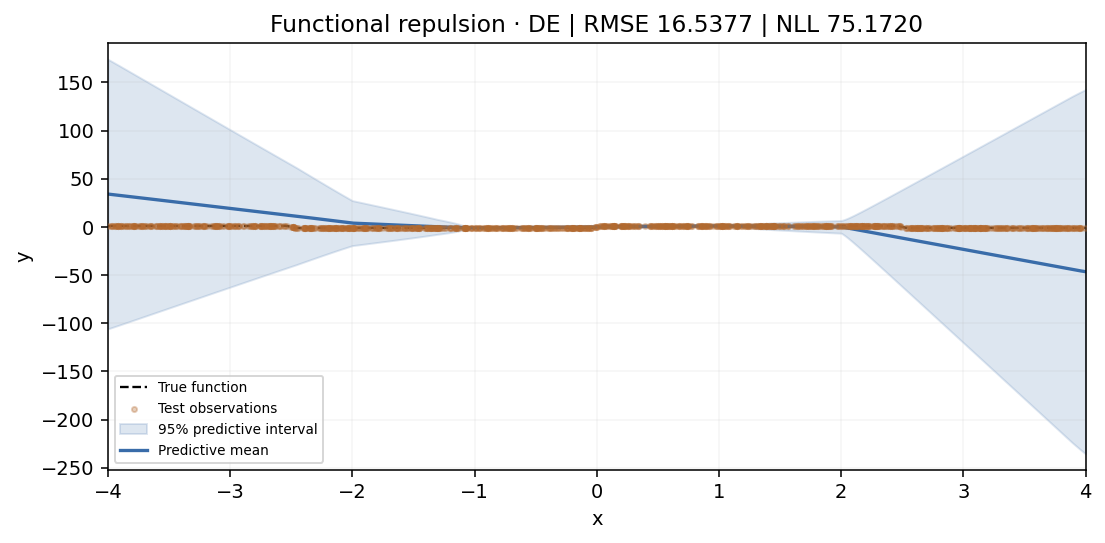 Functional repulsion · DE | RMSE 16.5377 | NLL 75.1720
y
150
100
50
0
−50
−100
−150
−200
−250
True function
Test observations
95% predictive interval
Predictive mean
−4 −3 −2 −1 0 1 2 3 4
x